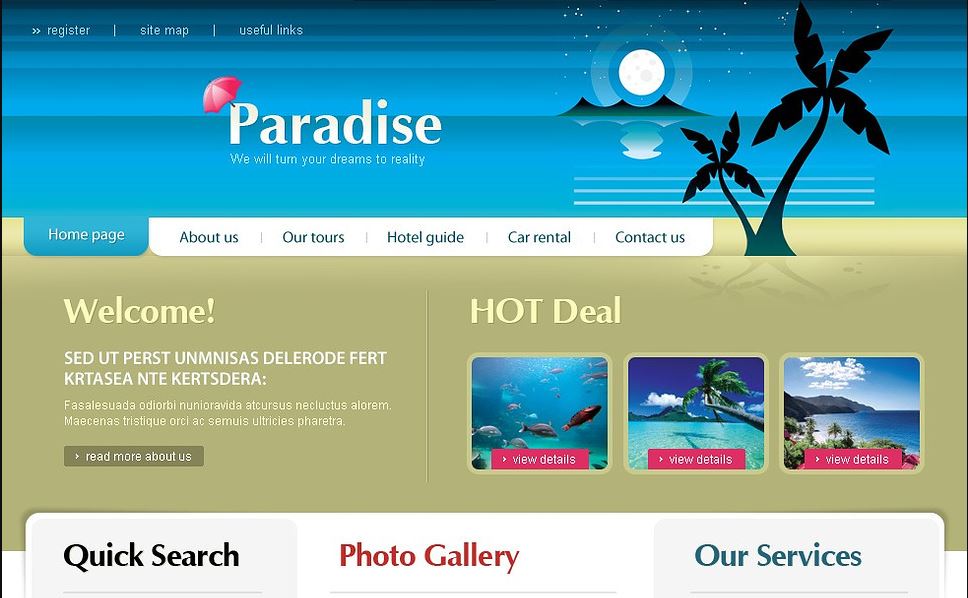 » register | site map | useful links
Paradise
We will turn your dreams to reality
Home page
About us | Our tours | Hotel guide | Car rental | Contact us
Welcome!
SED UT PERST UNMNISAS DELERODE FERT
KRTASEA NTE KERTSDERA:
Fasalesuada odiorbi nunioravida atcursus necluctus alorem.
Maecenas tristique orci ac semuis ultricies pharetra.
read more about us
HOT Deal
view details
view details
view details
Quick Search
Photo Gallery
Our Services